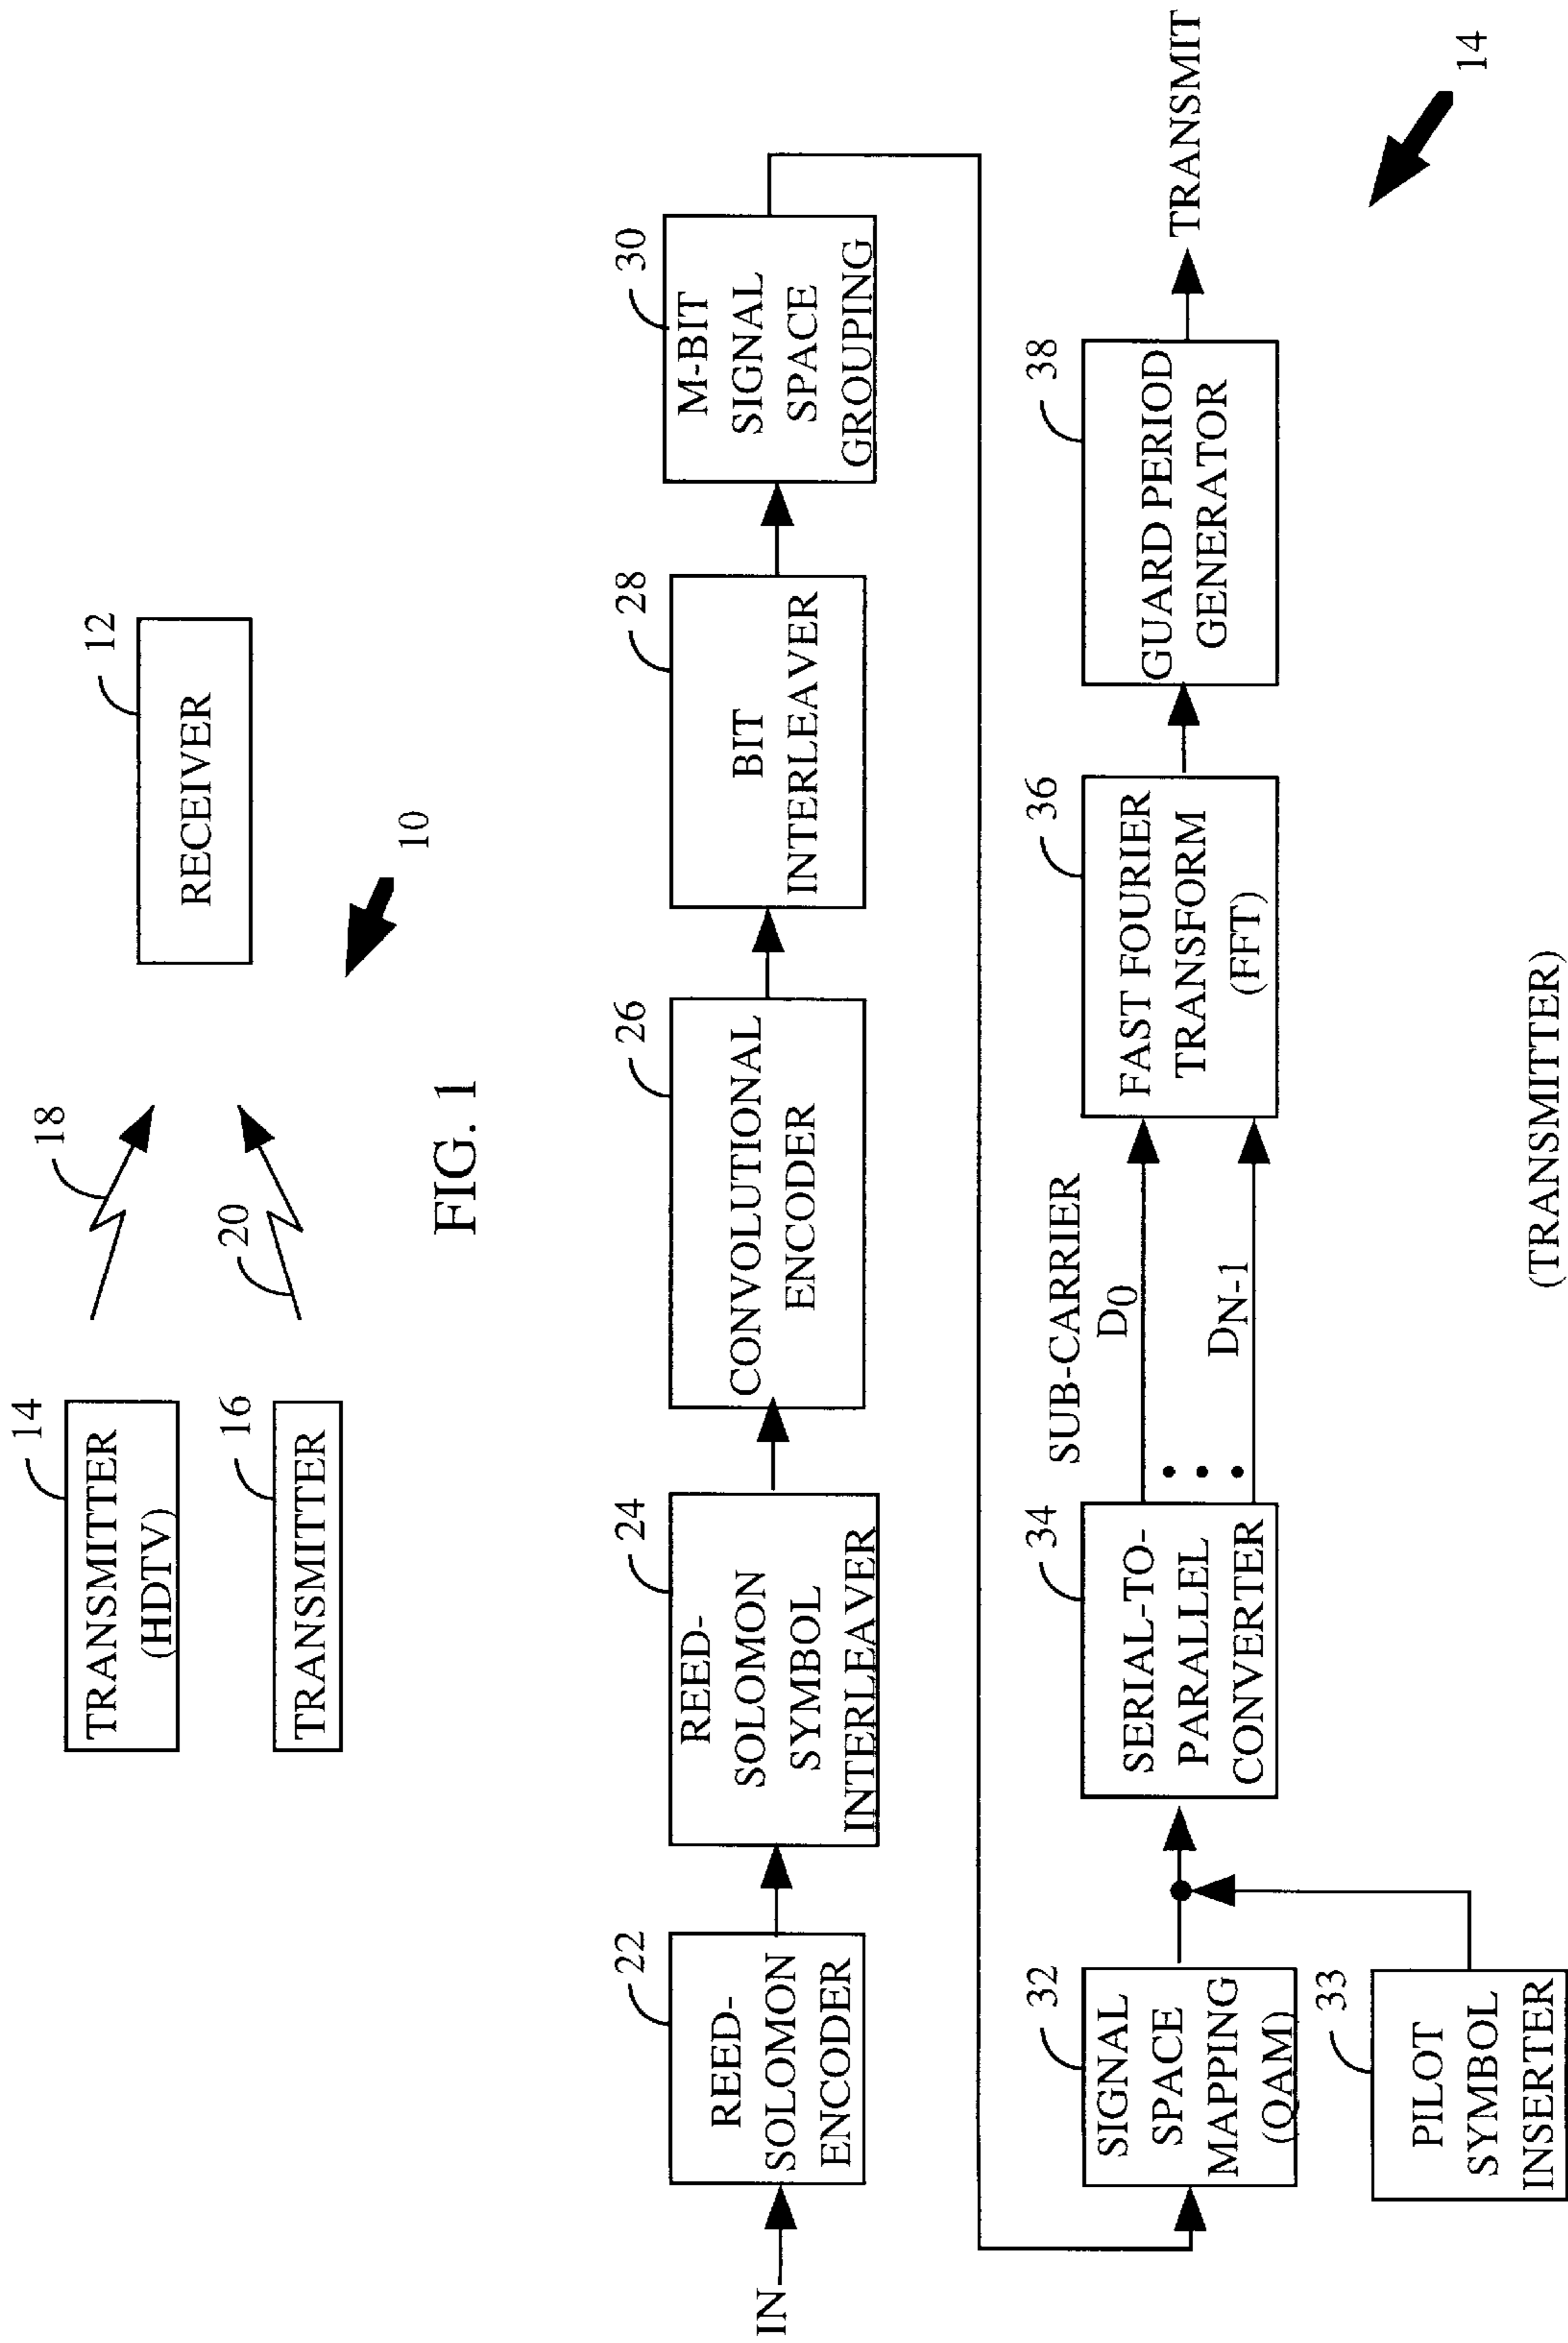 14
TRANSMITTER
(HDTV)
18
12
RECEIVER
16
TRANSMITTER
20
10
FIG. 1
IN
22
REED-
SOLOMON
ENCODER
24
REED-
SOLOMON
SYMBOL
INTERLEAVER
26
CONVOLUTIONAL
ENCODER
28
BIT
INTERLEAVER
30
M-BIT
SIGNAL
SPACE
GROUPING
32
SIGNAL
SPACE
MAPPING
(QAM)
33
PILOT
SYMBOL
INSERTER
34
SERIAL-TO-
PARALLEL
CONVERTER
SUB-CARRIER
D0
DN-1
36
FAST FOURIER
TRANSFORM
(FFT)
38
GUARD PERIOD
GENERATOR
TRANSMIT
14
(TRANSMITTER)